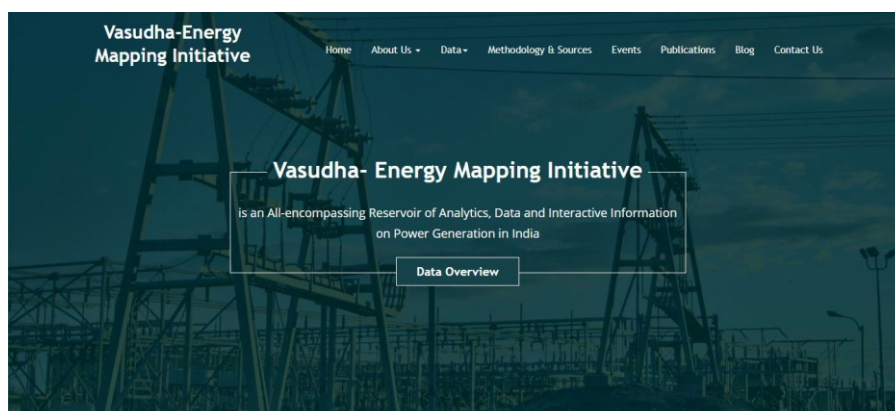 Vasudha-Energy
Mapping Initiative
Home About Us Data Methodology & Sources Events Publications Blog Contact Us
Vasudha- Energy Mapping Initiative
is an All-encompassing Reservoir of Analytics, Data and Interactive Information
on Power Generation in India
Data Overview